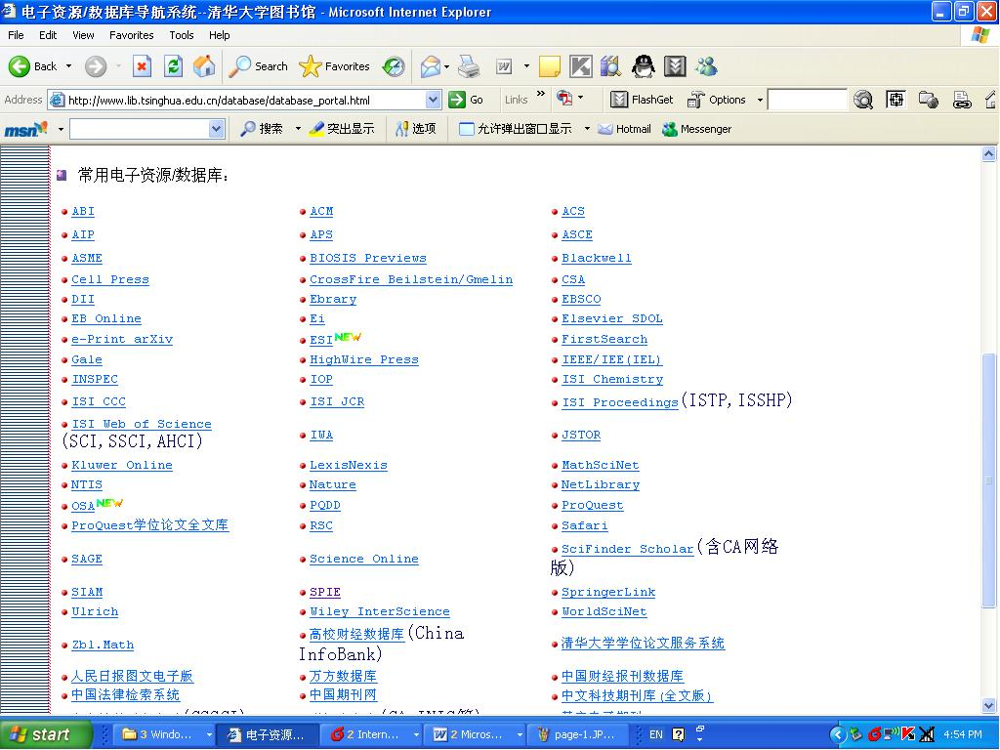 电子资源/数据库导航系统--清华大学图书馆 - Microsoft Internet Explorer
File Edit View Favorites Tools Help
Back Search Favorites
Address http://www.lib.tsinghua.edu.cn/database/database_portal.html Go Links » FlashGet Options
msn 搜索 突出显示 选项 允许弹出窗口显示 Hotmail Messenger
常用电子资源/数据库：
ABI ACM ACS
AIP APS ASCE
ASME BIOSIS Previews Blackwell
Cell Press CrossFire Beilstein/Gmelin CSA
DII Ebrary EBSCO
EB Online Ei Elsevier SDOL
e-Print arXiv ESI NEW FirstSearch
Gale HighWire Press IEEE/IEE(IEL)
INSPEC IOP ISI Chemistry
ISI CCC ISI JCR ISI Proceedings(ISTP,ISSHP)
ISI Web of Science
(SCI,SSCI,AHCI) IWA JSTOR
Kluwer Online LexisNexis MathSciNet
NTIS Nature NetLibrary
OSA NEW PQDD ProQuest
ProQuest学位论文全文库 RSC Safari
SAGE Science Online SciFinder Scholar(含CA网络
版)
SIAM SPIE SpringerLink
Ulrich Wiley InterScience WorldSciNet
Zbl.Math 高校财经数据库(China
InfoBank) 清华大学学位论文服务系统
人民日报图文电子版 万方数据库 中国财经报刊数据库
中国法律检索系统 中国期刊网 中文科技期刊库(全文版)
start 3 Windo... 电子资源... 2 Intern... 2 Micros... page-1.JP... EN 4:54 PM